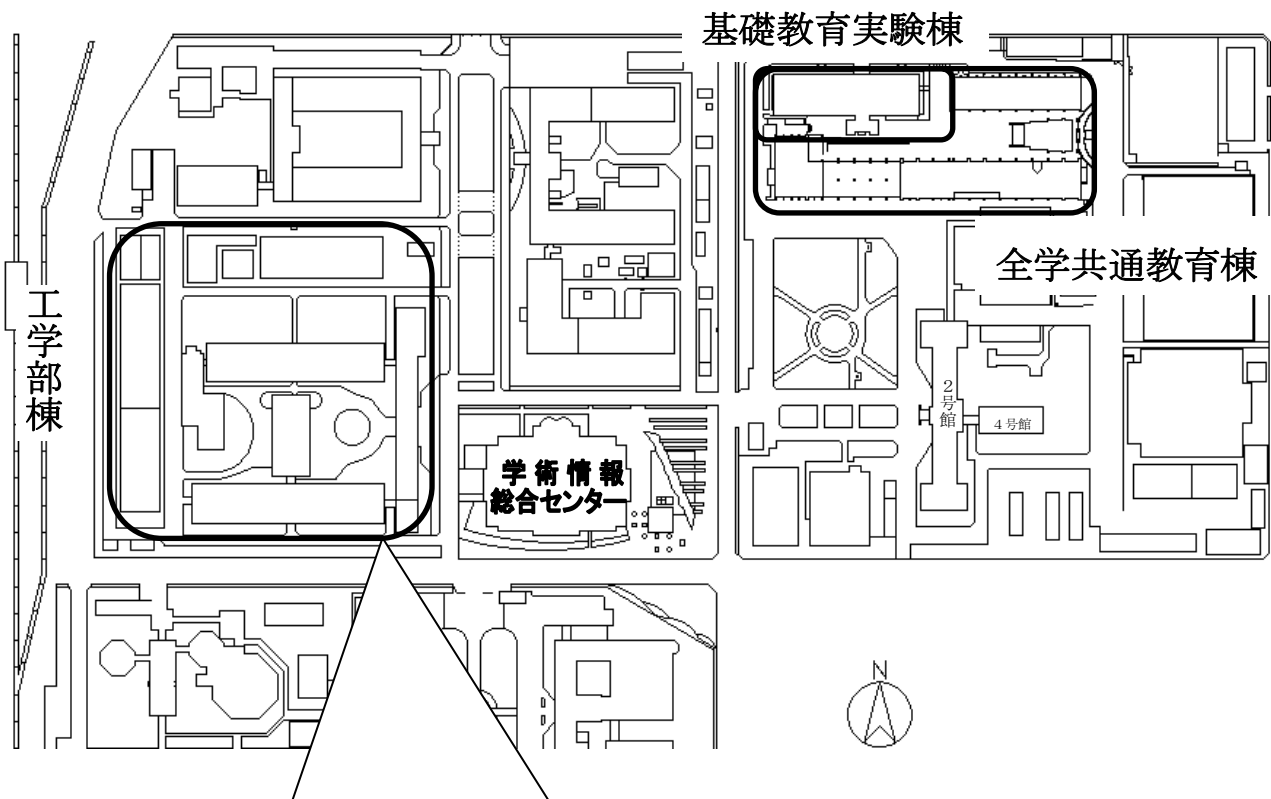 基礎教育実験棟
全学共通教育棟
工学部棟
2号館
4号館
学術情報
総合センター
N